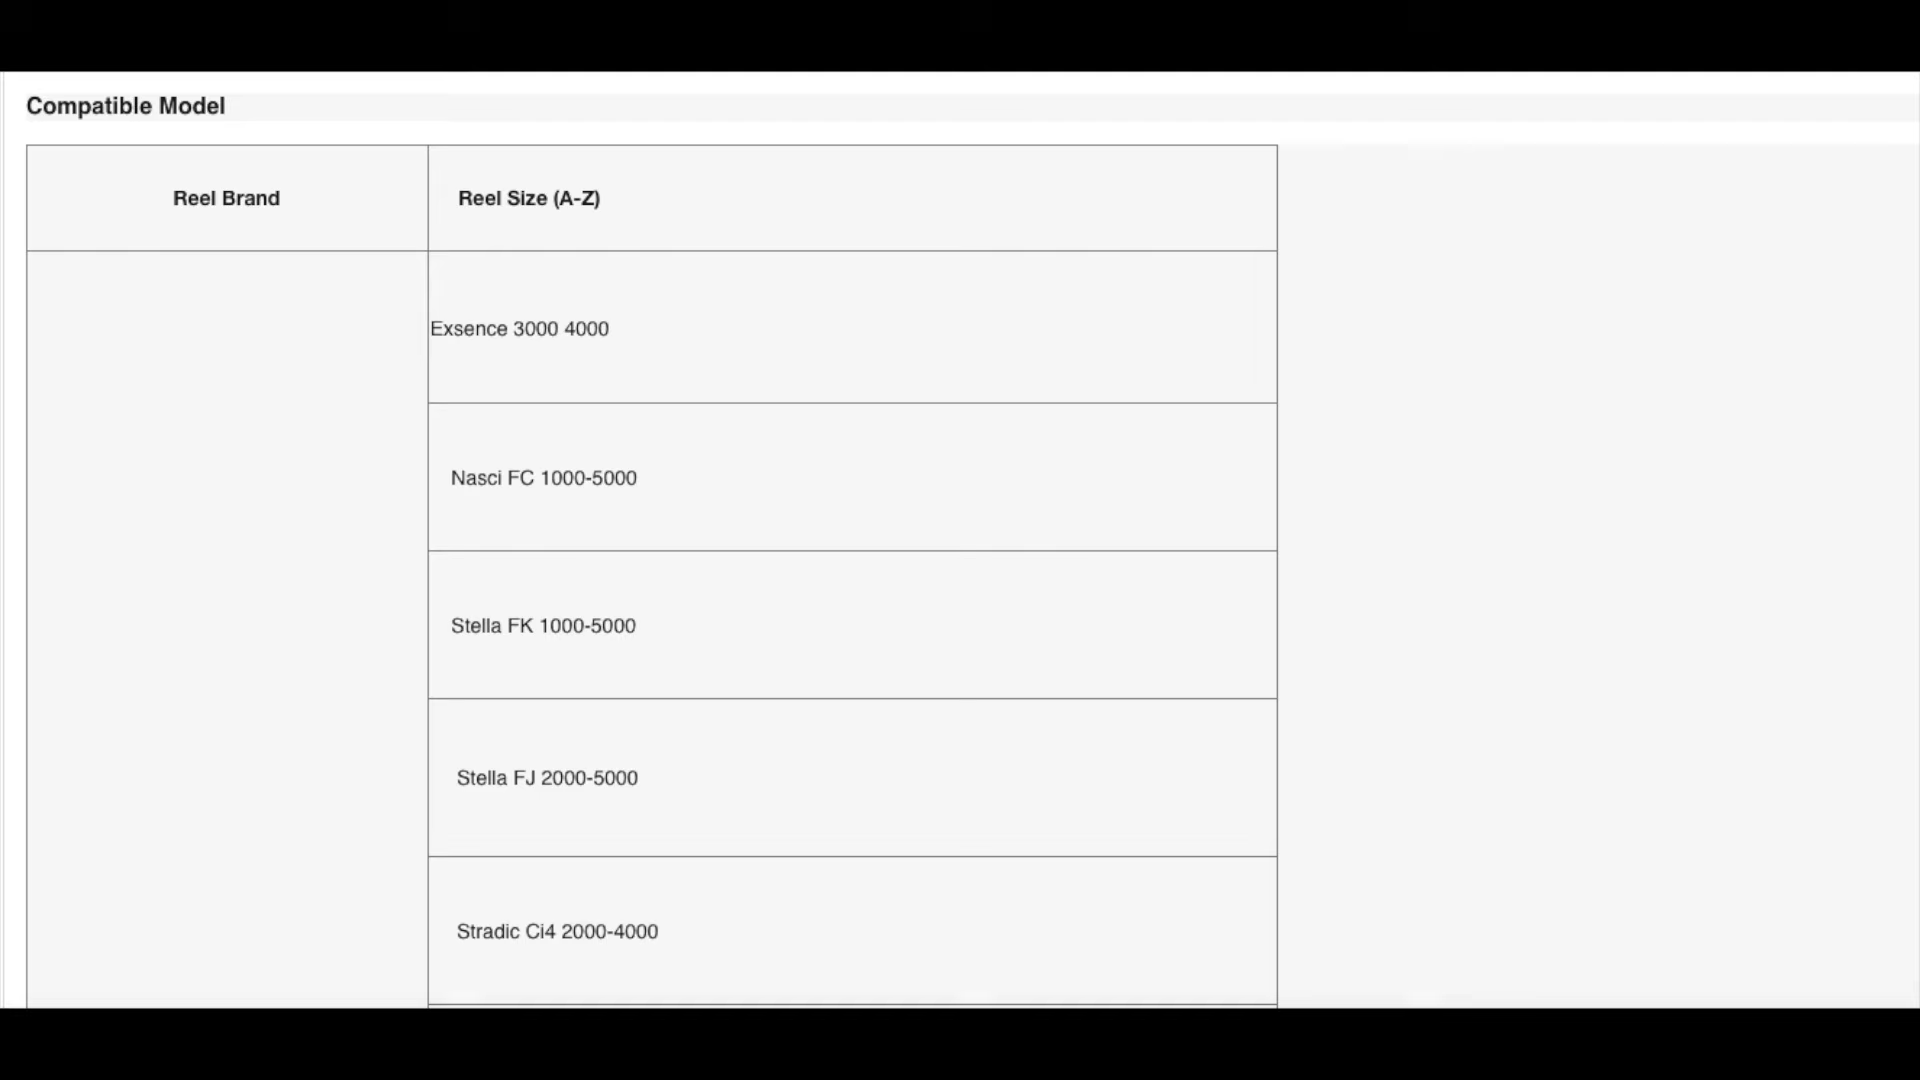 Compatible Model
Reel Brand
Reel Size (A-Z)
Exsence 3000 4000
Nasci FC 1000-5000
Stella FK 1000-5000
Stella FJ 2000-5000
Stradic Ci4 2000-4000